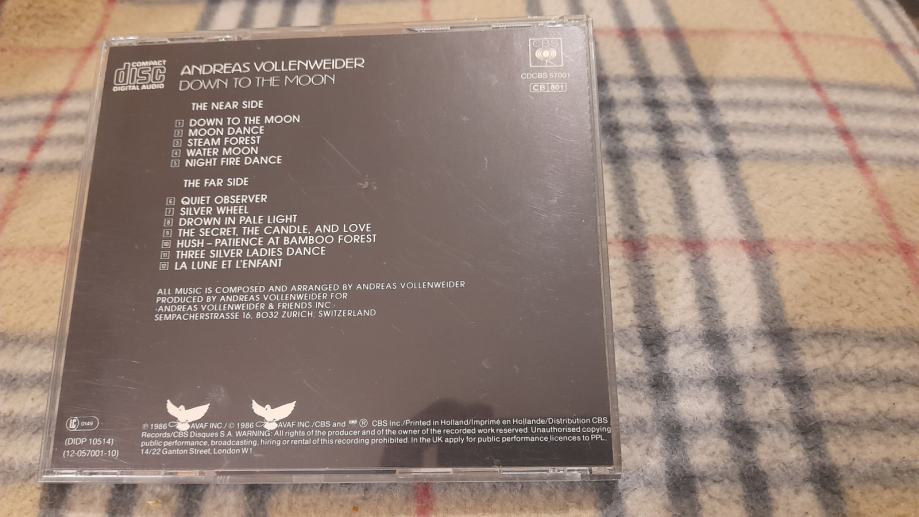 COMPACT
disc
DIGITAL AUDIO
ANDREAS VOLLENWEIDER
DOWN TO THE MOON
CBS
CDCBS 57001
CB 801
THE NEAR SIDE
1 DOWN TO THE MOON
2 MOON DANCE
3 STEAM FOREST
4 WATER MOON
5 NIGHT FIRE DANCE
THE FAR SIDE
6 QUIET OBSERVER
7 SILVER WHEEL
8 DROWN IN PALE LIGHT
9 THE SECRET, THE CANDLE, AND LOVE
10 HUSH – PATIENCE AT BAMBOO FOREST
11 THREE SILVER LADIES DANCE
12 LA LUNE ET L'ENFANT
ALL MUSIC IS COMPOSED AND ARRANGED BY ANDREAS VOLLENWEIDER
PRODUCED BY ANDREAS VOLLENWEIDER FOR
·ANDREAS VOLLENWEIDER & FRIENDS INC·
SEMPACHERSTRASSE 16, 8032 ZURICH, SWITZERLAND
LC 0149
(DIDP 10514)
(12-057001-10)
℗ 1986 AVAF INC./ © 1986 AVAF INC./CBS and ® CBS Inc./Printed in Holland/Imprimé en Hollande/Distribution CBS
Records/CBS Disques S.A. WARNING: All rights of the producer and of the owner of the recorded work reserved. Unauthorised copying
public performance, broadcasting, hiring or rental of this recording prohibited. In the UK apply for public performance licences to PPL,
14/22 Ganton Street, London W1